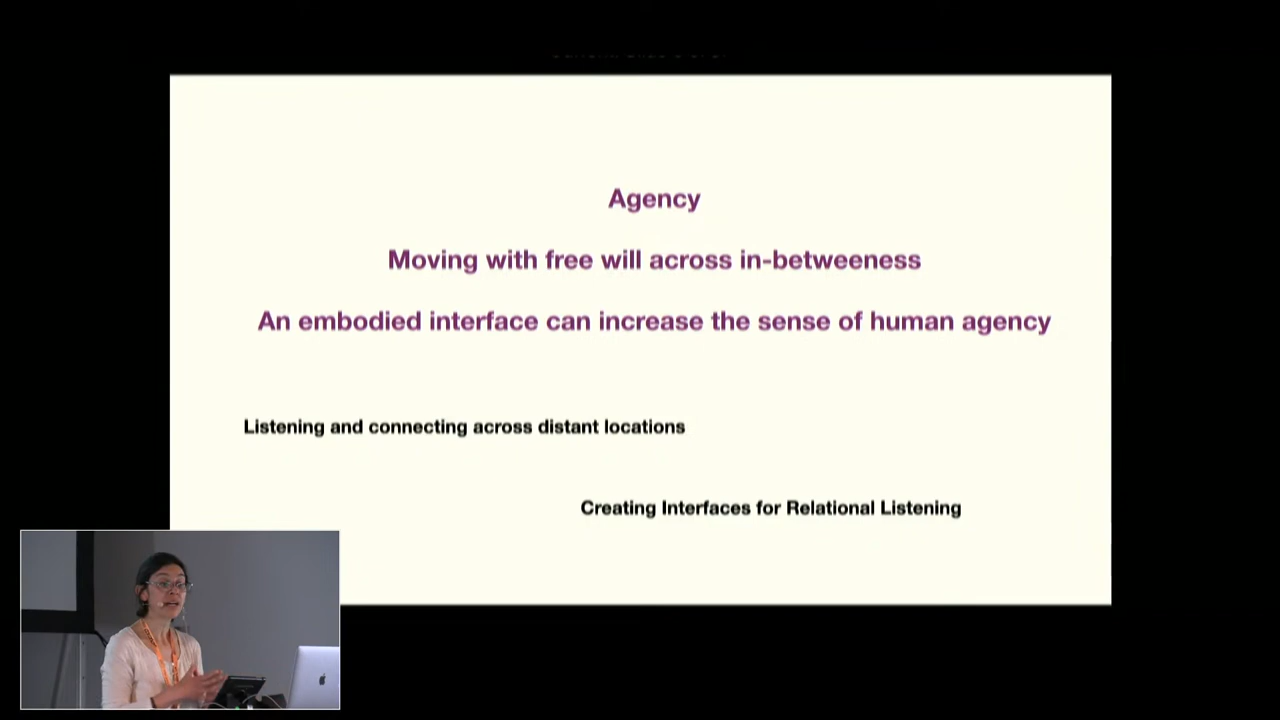 Agency
Moving with free will across in-betweeness
An embodied interface can increase the sense of human agency
Listening and connecting across distant locations
Creating Interfaces for Relational Listening